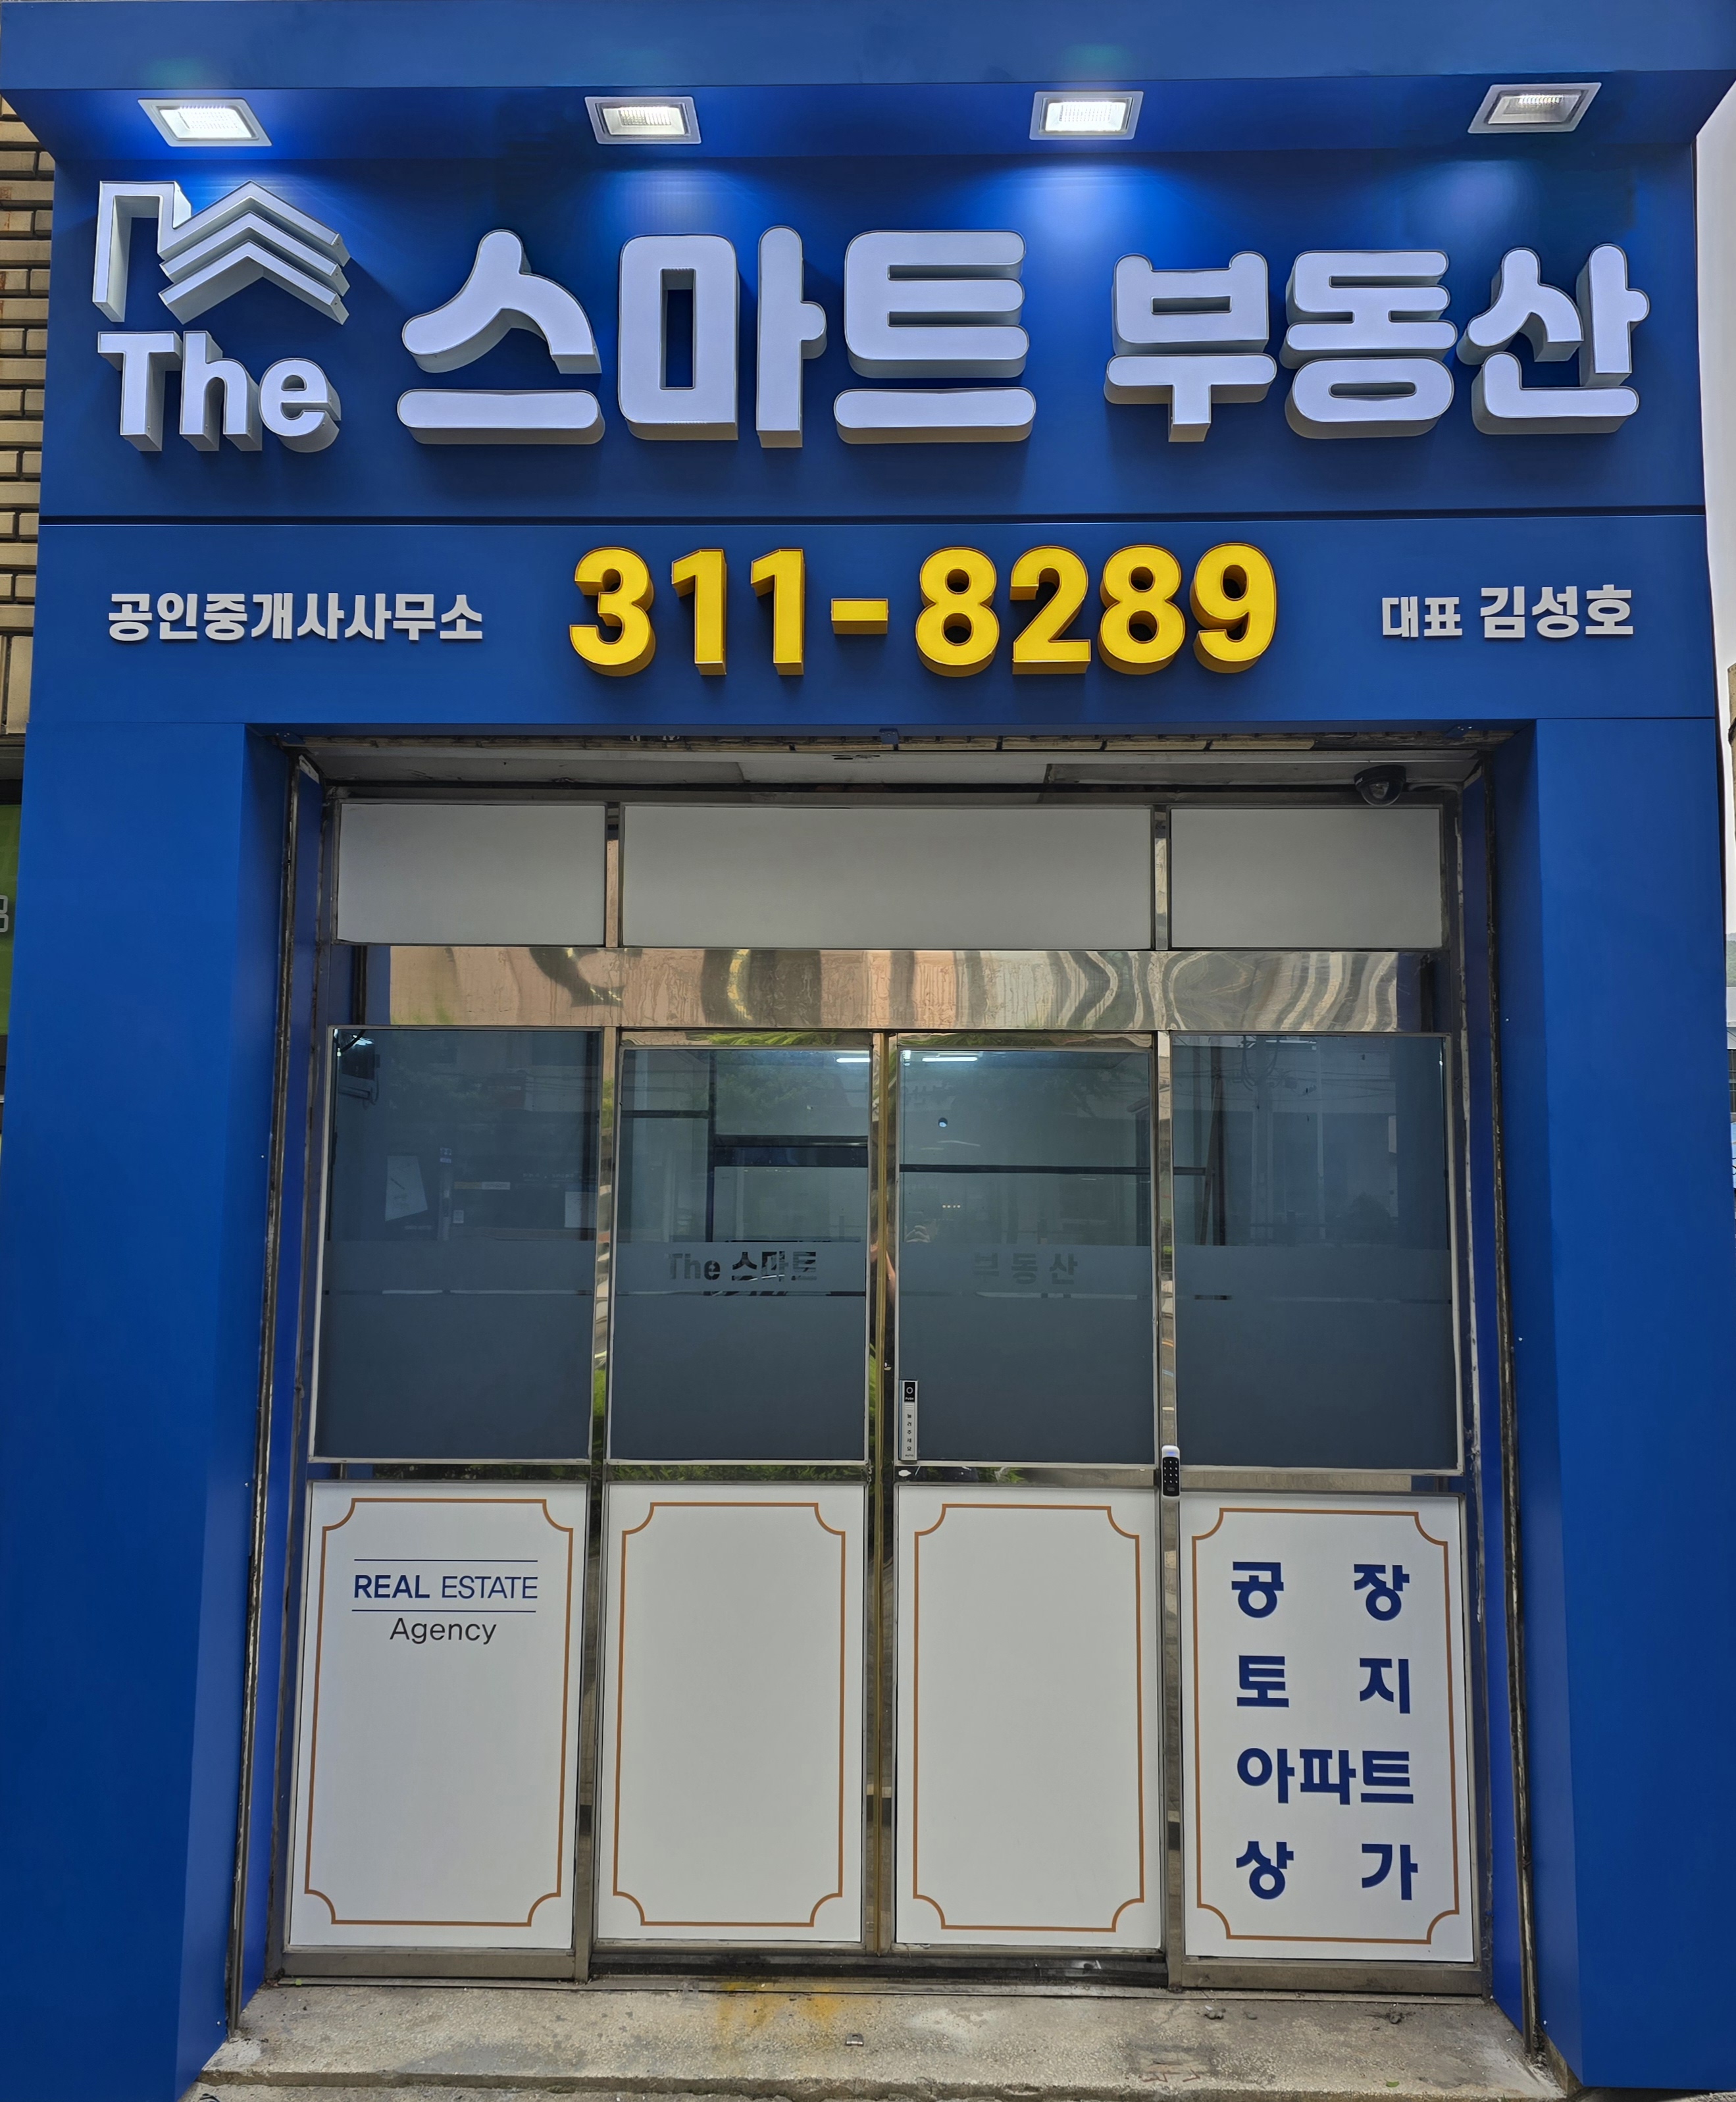 The 스마트 부동산
공인중개사사무소 311-8289 대표 김성호
The 스마트 부동산
REAL ESTATE
Agency
공장
토지
아파트
상가